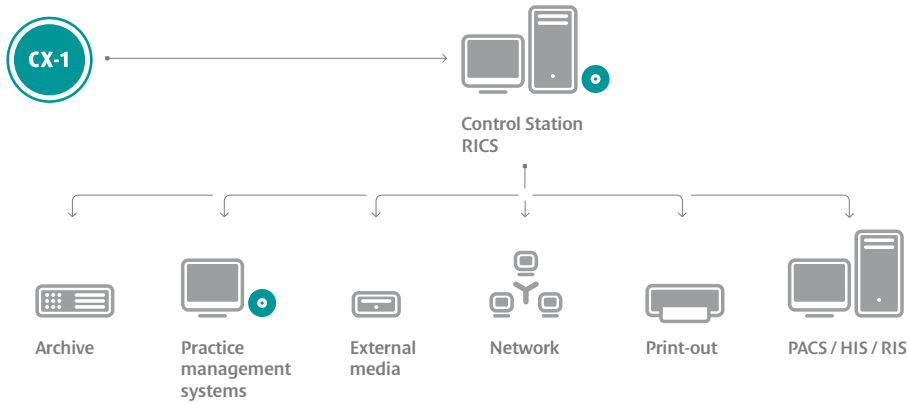 CX-1
Control Station
RICS
Archive
Practice
management
systems
External
media
Network
Print-out
PACS / HIS / RIS